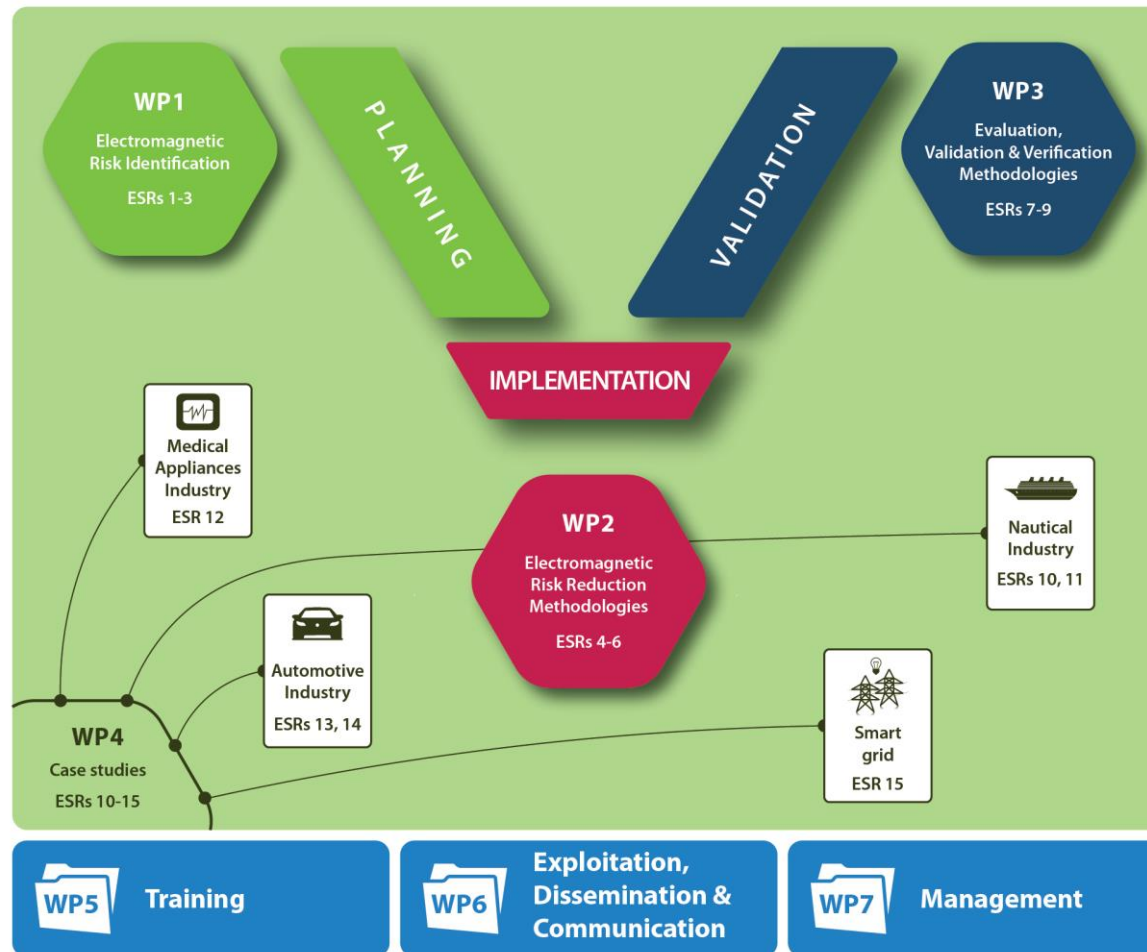 WP1
Electromagnetic
Risk Identification
ESRs 1-3
PLANNING
VALIDATION
WP3
Evaluation,
Validation & Verification
Methodologies
ESRs 7-9
IMPLEMENTATION
Medical
Appliances
Industry
ESR 12
WP2
Electromagnetic
Risk Reduction
Methodologies
ESRs 4-6
Nautical
Industry
ESRs 10, 11
Automotive
Industry
ESRs 13, 14
Smart
grid
ESR 15
WP4
Case studies
ESRs 10-15
WP5
Training
WP6
Exploitation,
Dissemination &
Communication
WP7
Management